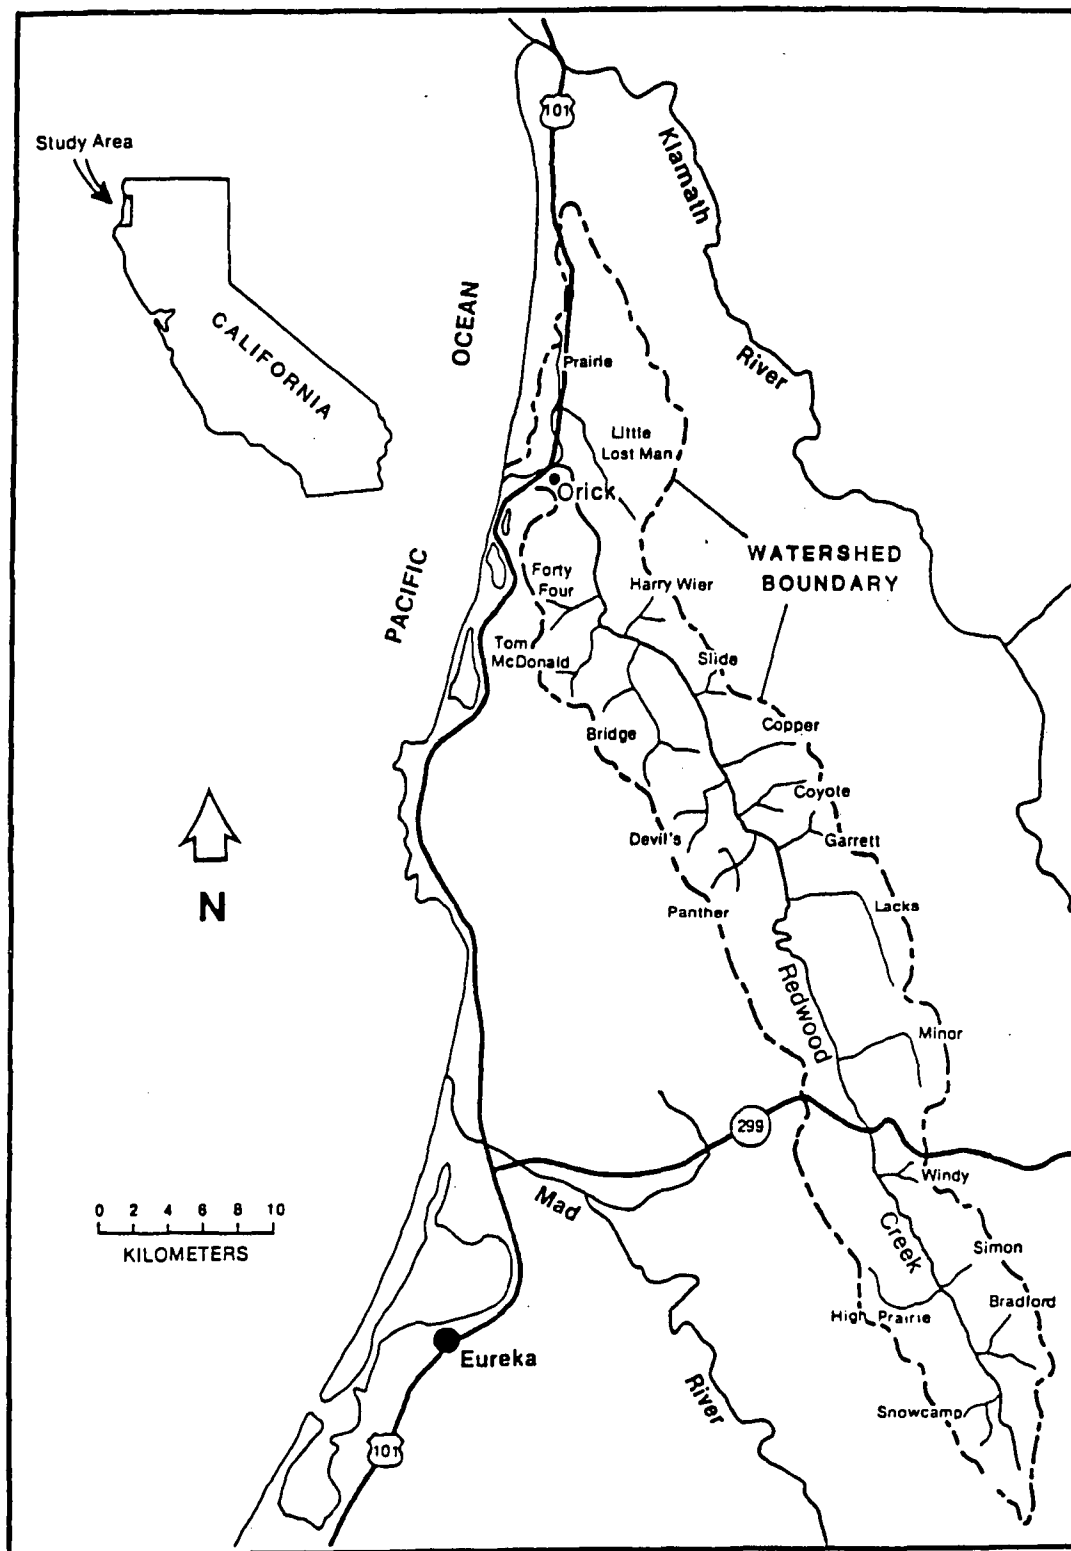 101
Study Area
Klamath
OCEAN
CALIFORNIA
River
Prairie
Little
Lost Man
Orick
WATERSHED
BOUNDARY
PACIFIC
Forty
Four
Harry Wier
Tom
McDonald
Slide
Copper
Bridge
Coyote
Devil's
Garrett
N
Panther
Lacks
Redwood
Minor
299
Windy
Mad
0 2 4 6 8 10
KILOMETERS
Creek
Simon
Bradford
High Prairie
Eureka
River
Snowcamp
101